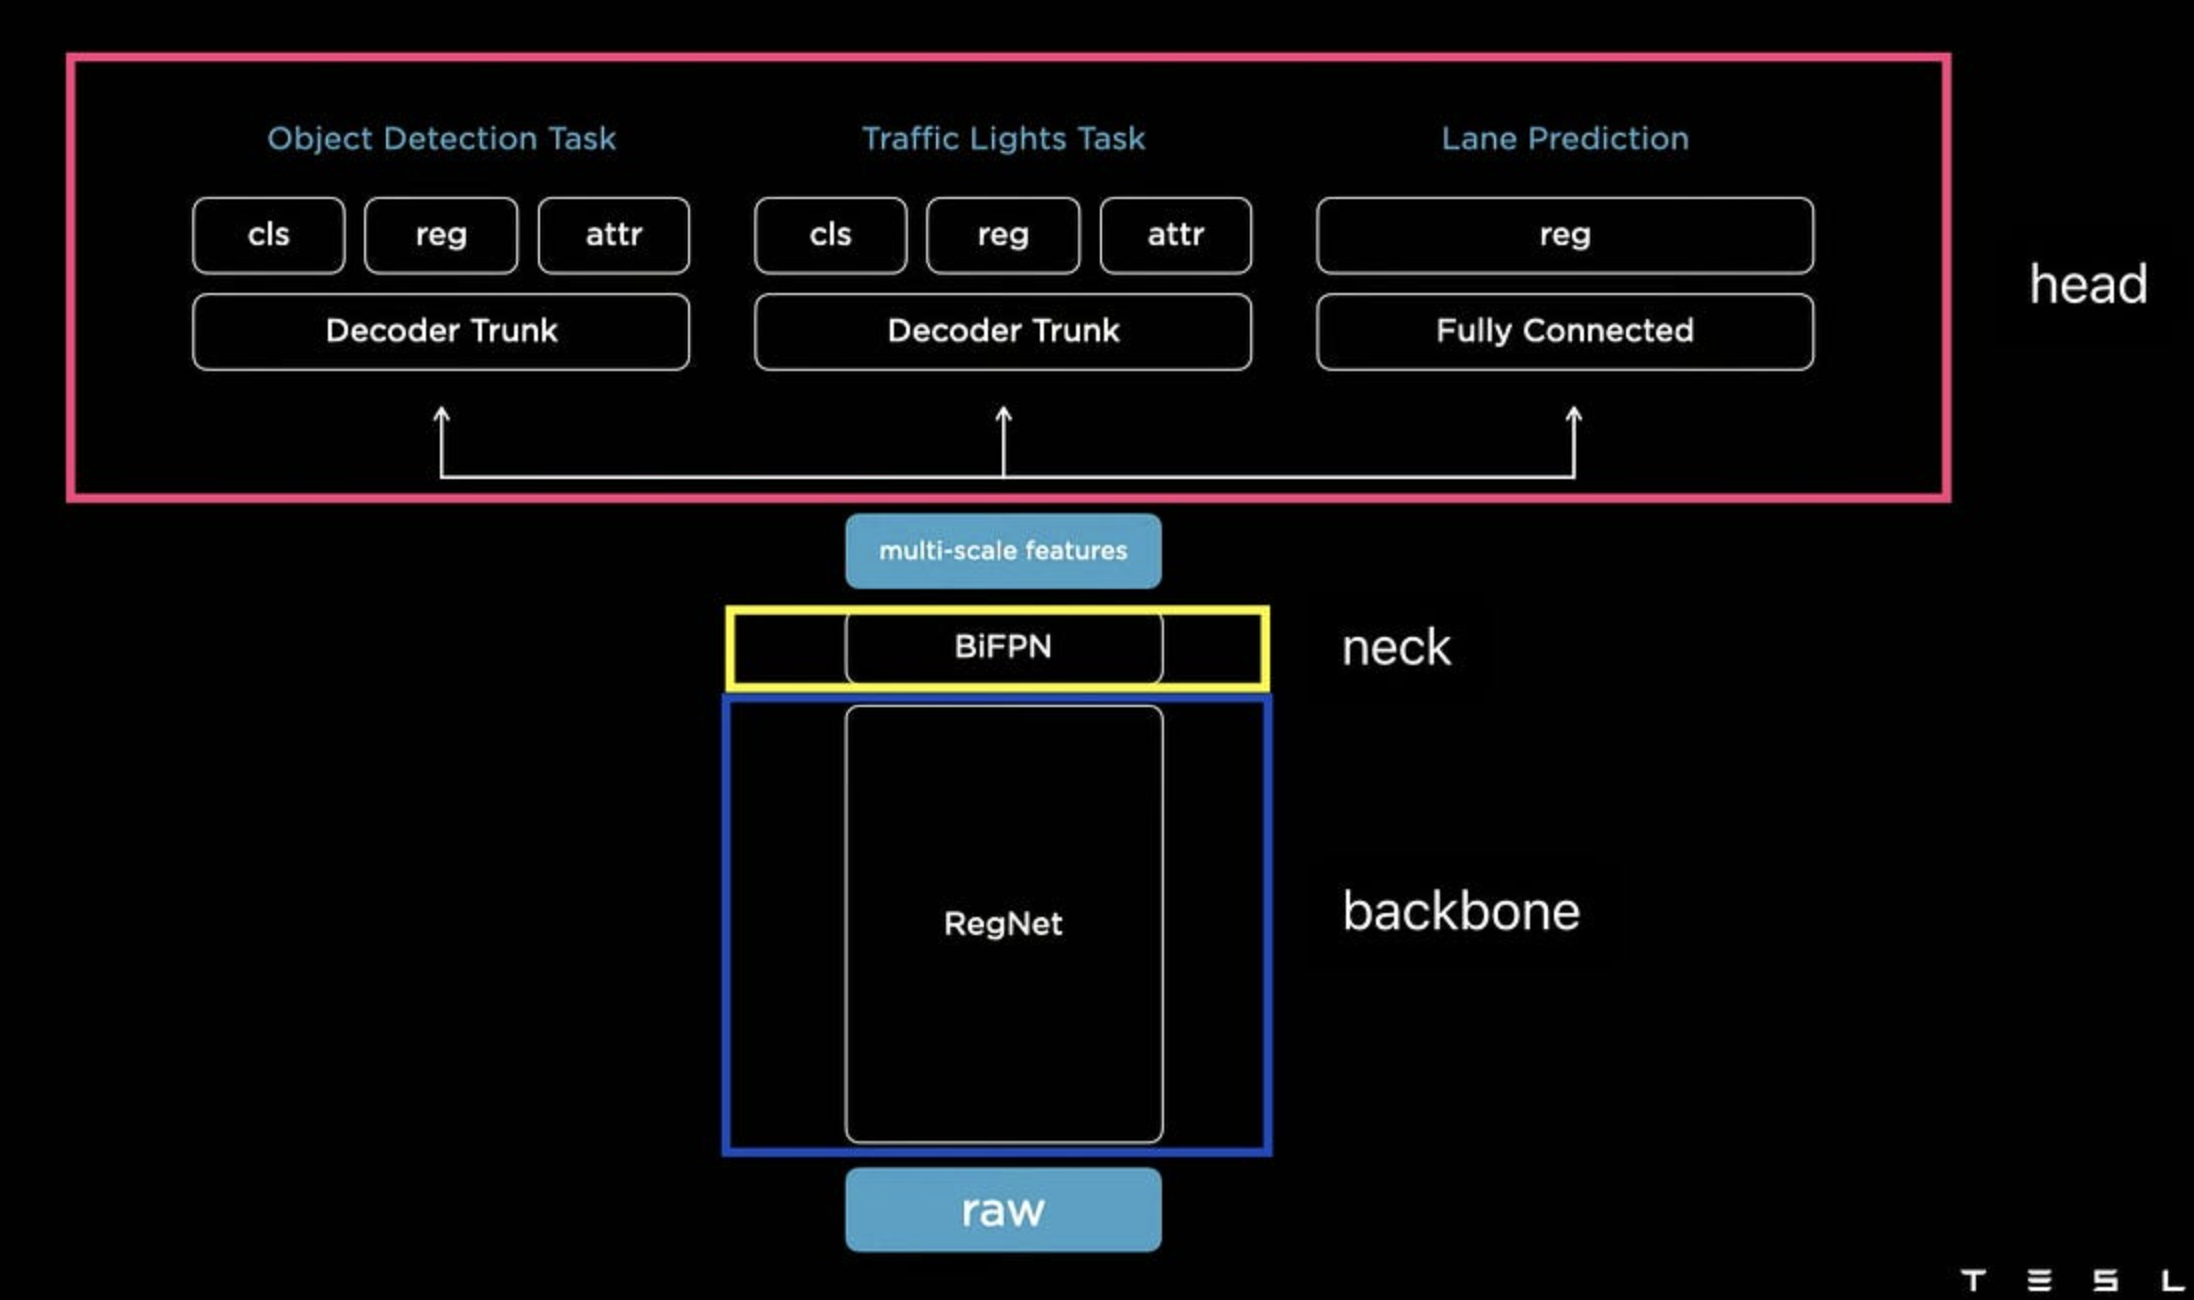 Object Detection Task
Traffic Lights Task
Lane Prediction
cls
reg
attr
cls
reg
attr
reg
Decoder Trunk
Decoder Trunk
Fully Connected
head
multi-scale features
BiFPN
neck
RegNet
backbone
raw
TESL